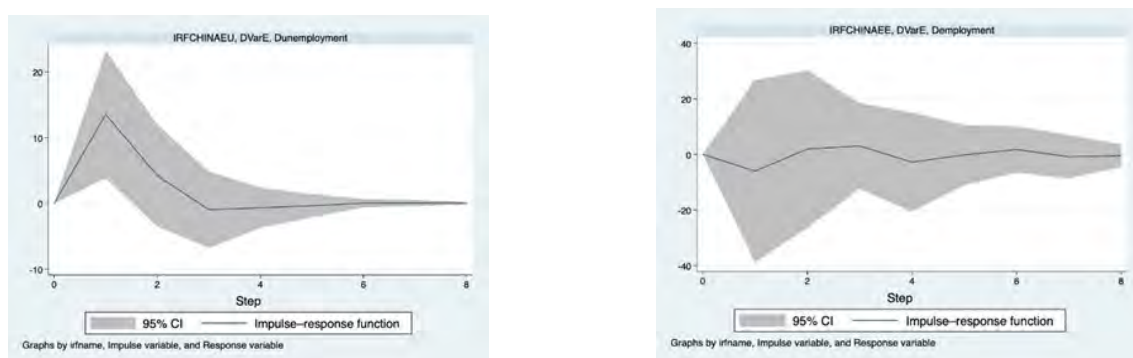 IRFCHINAEU, DVarE, Dunemployment
20
10
0
-10
0 2 4 6 8
Step
95% CI Impulse–response function
Graphs by irfname, Impulse variable, and Response variable
IRFCHINAEE, DVarE, Demployment
40
20
0
-20
-40
0 2 4 6 8
Step
95% CI Impulse–response function
Graphs by irfname, Impulse variable, and Response variable